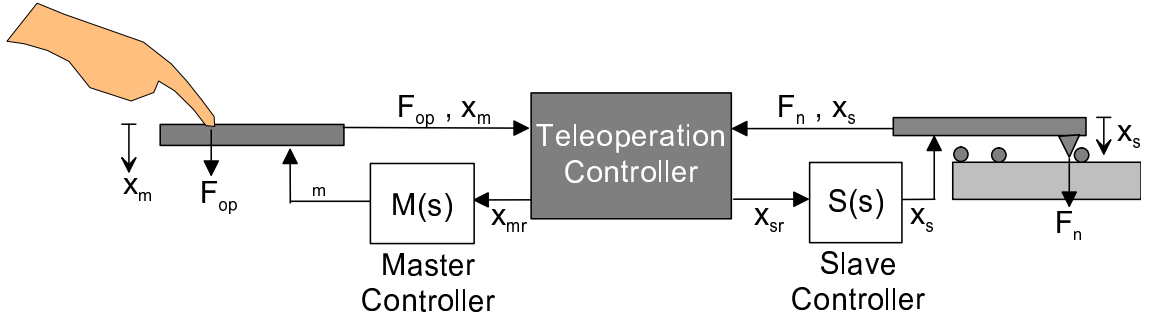 F_op , x_m
F_n , x_s
Teleoperation
Controller
x_s
x_m
F_op
m
M(s)
x_mr
x_sr
S(s)
x_s
F_n
Master
Controller
Slave
Controller